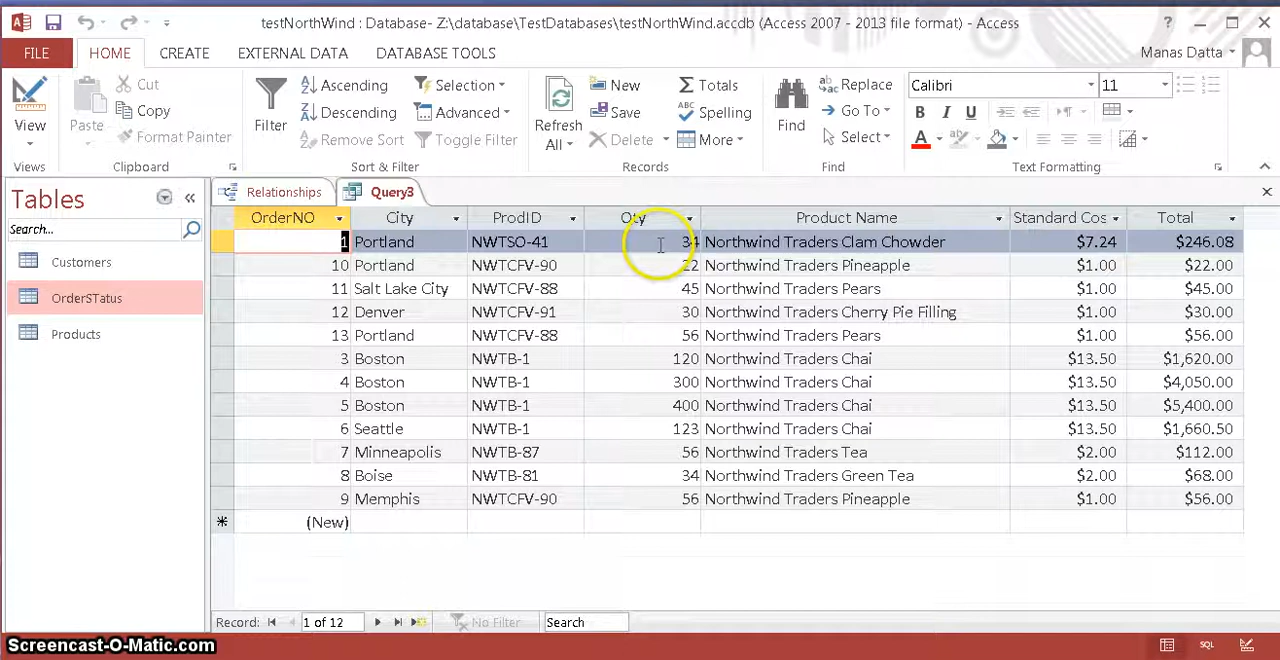 testNorthWind : Database- Z:\database\TestDatabases\testNorthWind.accdb (Access 2007 - 2013 file format) - Access
?
FILE HOME CREATE EXTERNAL DATA DATABASE TOOLS Manas Datta
View
Views
Paste
Cut
Copy
Format Painter
Clipboard
Filter
Ascending
Descending
Remove Sort
Selection
Advanced
Toggle Filter
Sort & Filter
Refresh
All
New
Save
Delete
Totals
Spelling
More
Records
Find
Replace
Go To
Select
Find
Calibri 11
B I U
A
Text Formatting
Tables
Search...
Customers
OrderSTatus
Products
Relationships Query3
OrderNO City ProdID Qty Product Name Standard Cos Total
1 Portland NWTSO-41 34 Northwind Traders Clam Chowder $7.24 $246.08
10 Portland NWTCFV-90 22 Northwind Traders Pineapple $1.00 $22.00
11 Salt Lake City NWTCFV-88 45 Northwind Traders Pears $1.00 $45.00
12 Denver NWTCFV-91 30 Northwind Traders Cherry Pie Filling $1.00 $30.00
13 Portland NWTCFV-88 56 Northwind Traders Pears $1.00 $56.00
3 Boston NWTB-1 120 Northwind Traders Chai $13.50 $1,620.00
4 Boston NWTB-1 300 Northwind Traders Chai $13.50 $4,050.00
5 Boston NWTB-1 400 Northwind Traders Chai $13.50 $5,400.00
6 Seattle NWTB-1 123 Northwind Traders Chai $13.50 $1,660.50
7 Minneapolis NWTB-87 56 Northwind Traders Tea $2.00 $112.00
8 Boise NWTB-81 34 Northwind Traders Green Tea $2.00 $68.00
9 Memphis NWTCFV-90 56 Northwind Traders Pineapple $1.00 $56.00
* (New)
Record: 1 of 12 No Filter Search
Screencast-O-Matic.com SQL